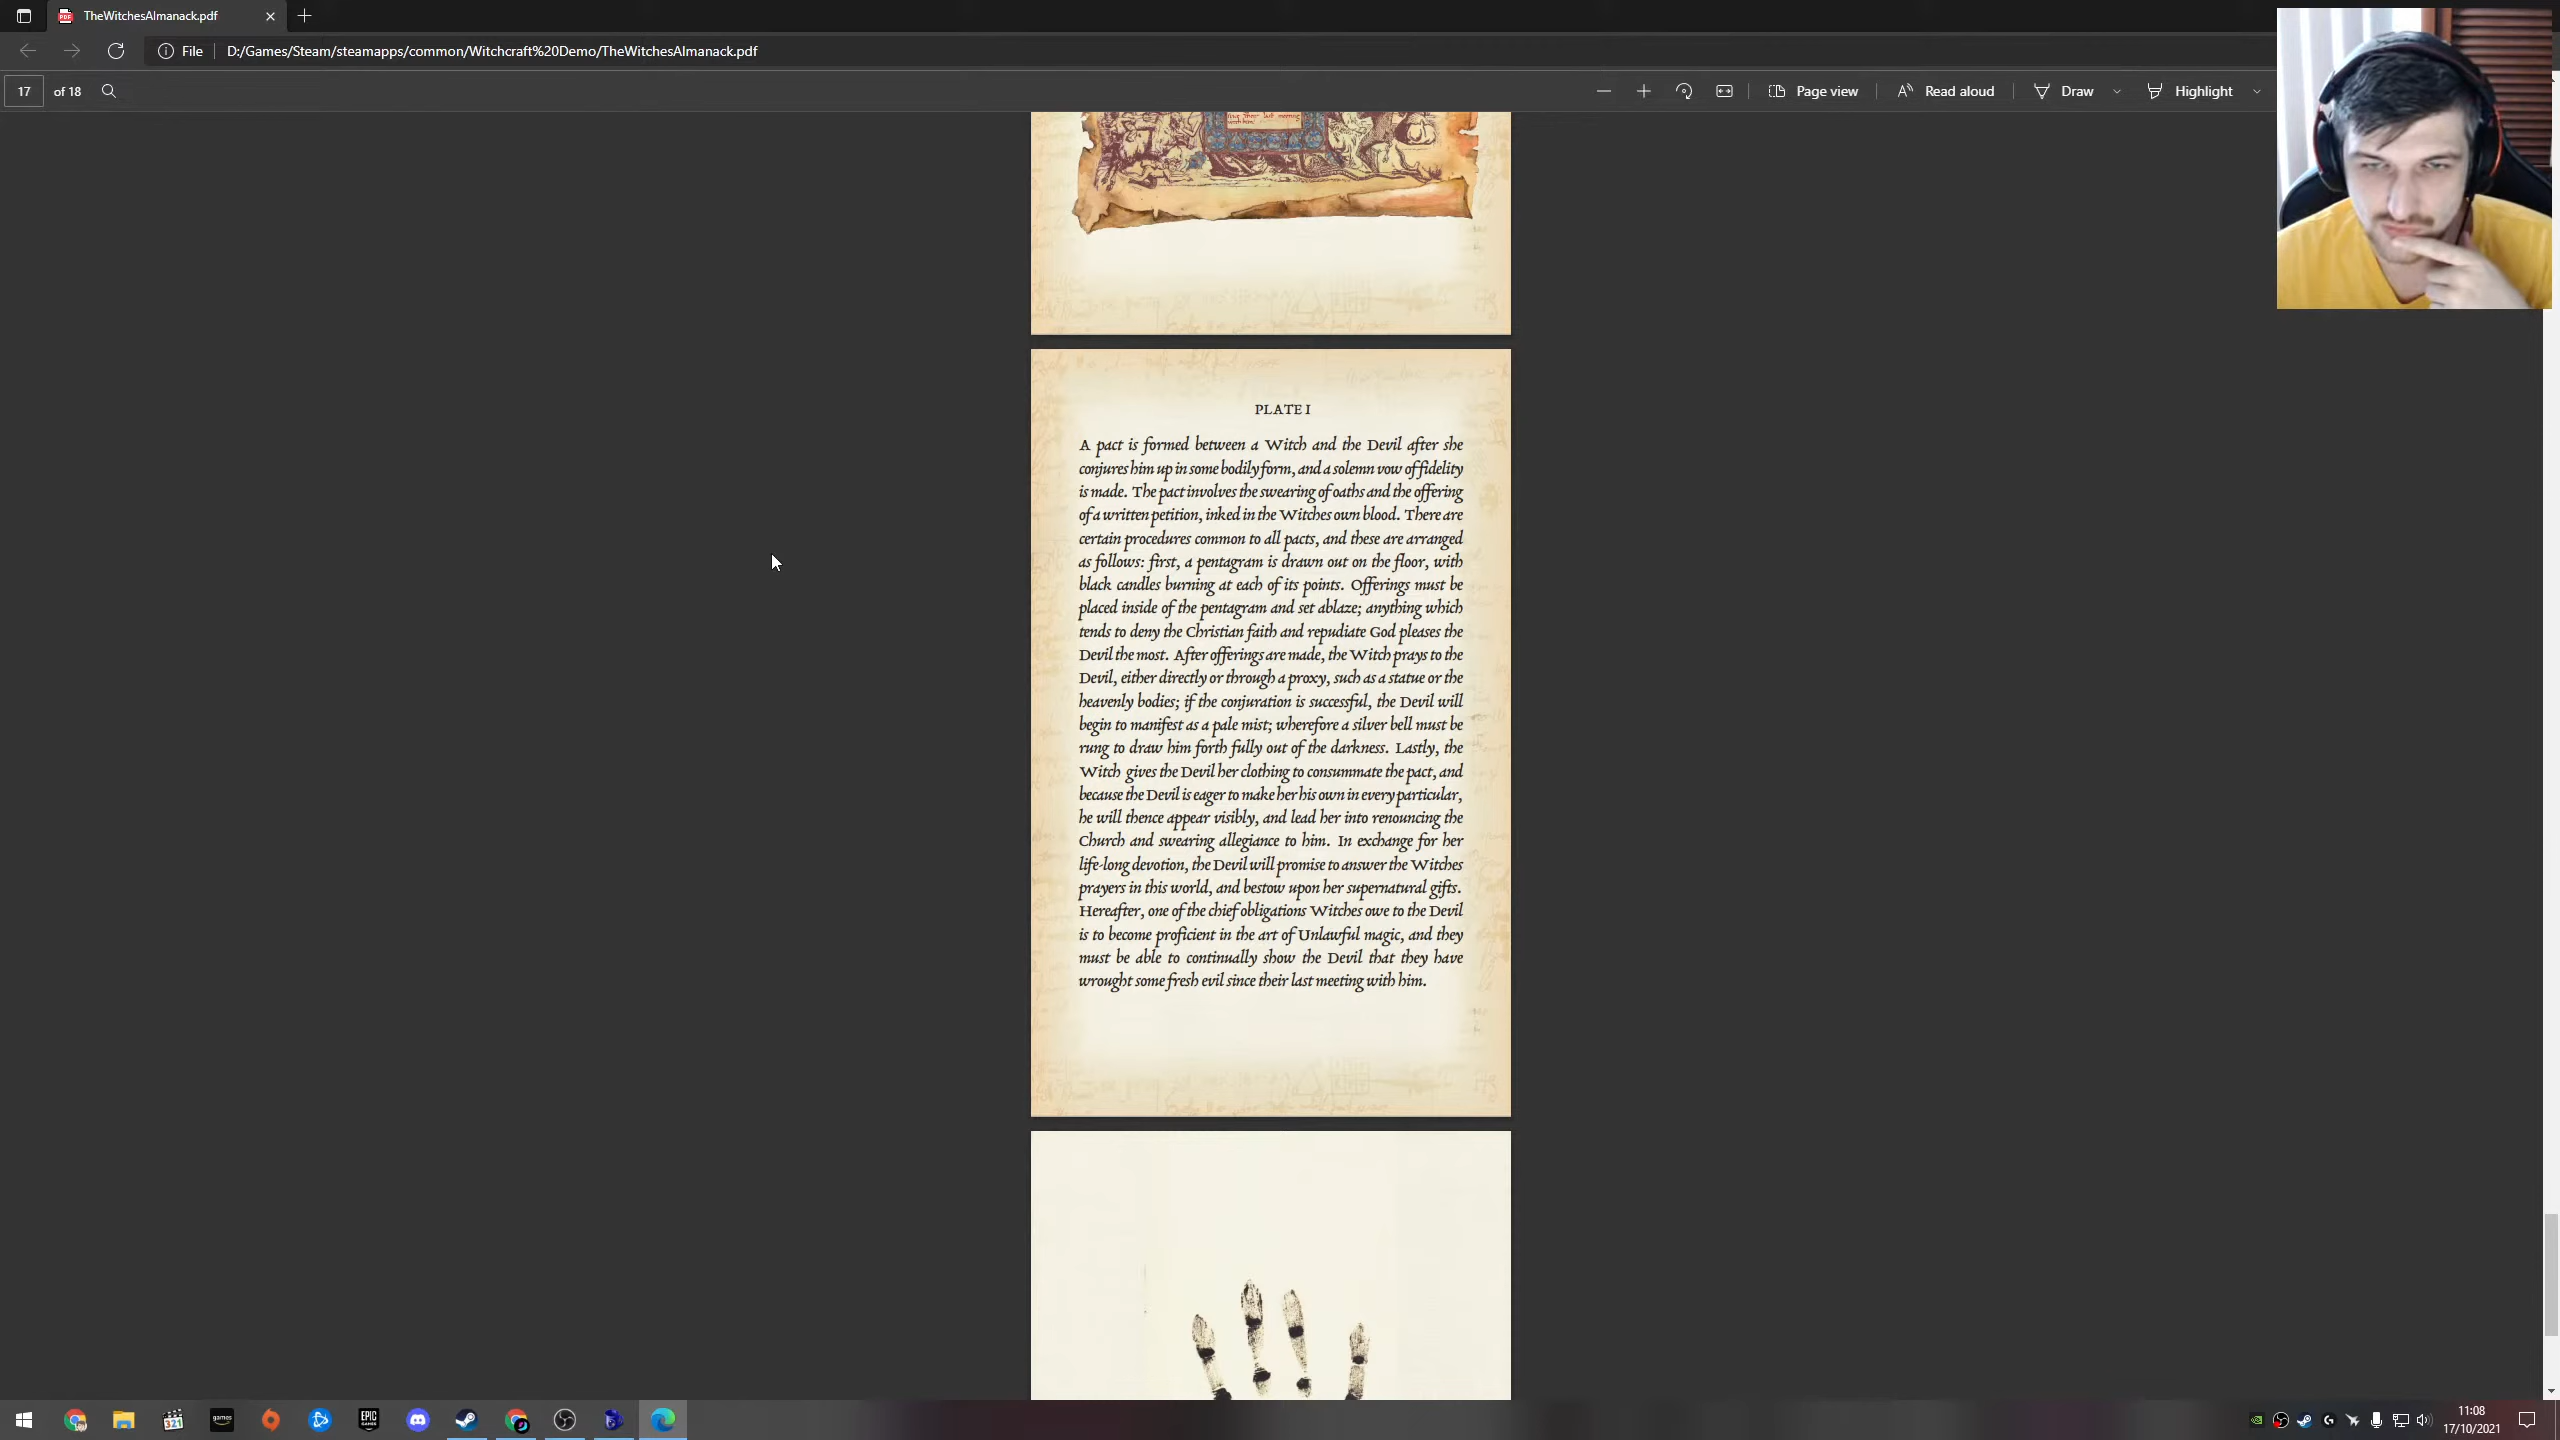 TheWitchesAlmanack.pdf
File D:/Games/Steam/steamapps/common/Witchcraft%20Demo/TheWitchesAlmanack.pdf
17 of 18 Page view Read aloud Draw Highlight
with him.
PLATE I
A pact is formed between a Witch and the Devil after she
conjures him up in some bodily form, and a solemn vow of fidelity
is made. The pact involves the swearing of oaths and the offering
of a written petition, inked in the Witches own blood. There are
certain procedures common to all pacts, and these are arranged
as follows: first, a pentagram is drawn out on the floor, with
black candles burning at each of its points. Offerings must be
placed inside of the pentagram and set ablaze; anything which
tends to deny the Christian faith and repudiate God pleases the
Devil the most. After offerings are made, the Witch prays to the
Devil, either directly or through a proxy, such as a statue or the
heavenly bodies; if the conjuration is successful, the Devil will
begin to manifest as a pale mist; wherefore a silver bell must be
rung to draw him forth fully out of the darkness. Lastly, the
Witch gives the Devil her clothing to consummate the pact, and
because the Devil is eager to make her his own in every particular,
he will thence appear visibly, and lead her into renouncing the
Church and swearing allegiance to him. In exchange for her
life-long devotion, the Devil will promise to answer the Witches
prayers in this world, and bestow upon her supernatural gifts.
Hereafter, one of the chief obligations Witches owe to the Devil
is to become proficient in the art of Unlawful magic, and they
must be able to continually show the Devil that they have
wrought some fresh evil since their last meeting with him.
321
games
EPIC GAMES
11:08
17/10/2021